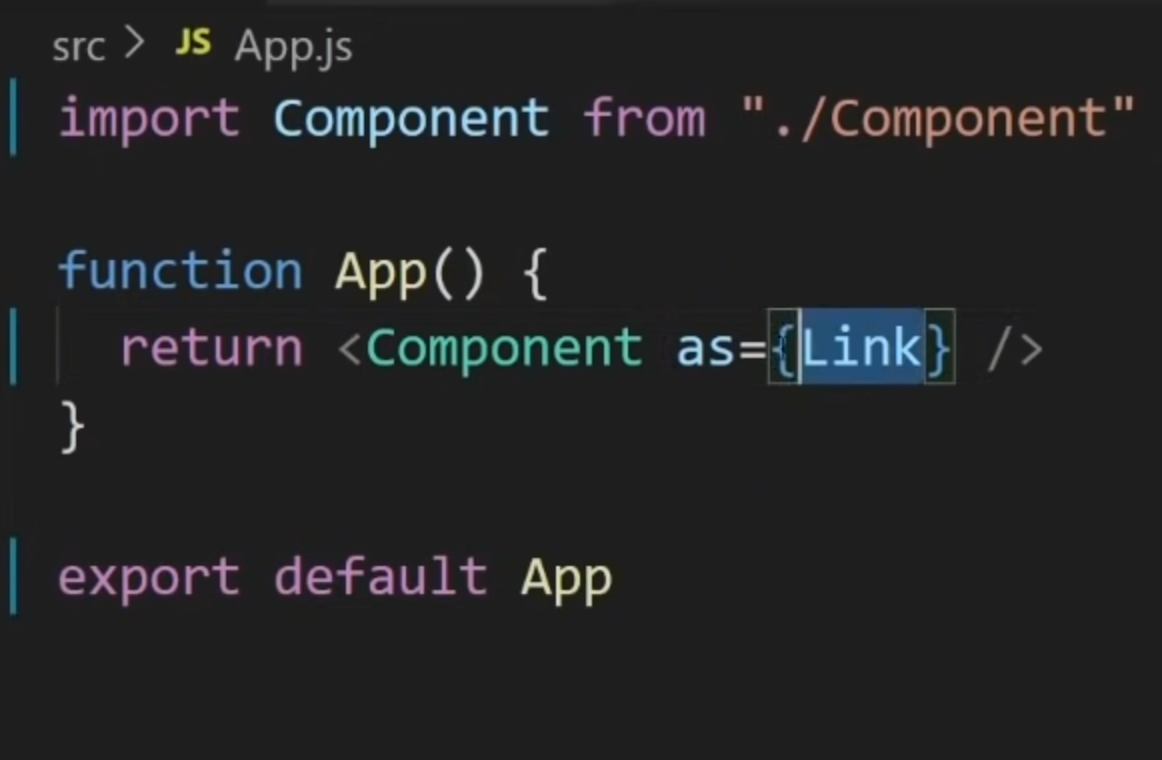 src > JS App.js
import Component from "./Component"
function App() {
return <Component as={Link} />
}
export default App